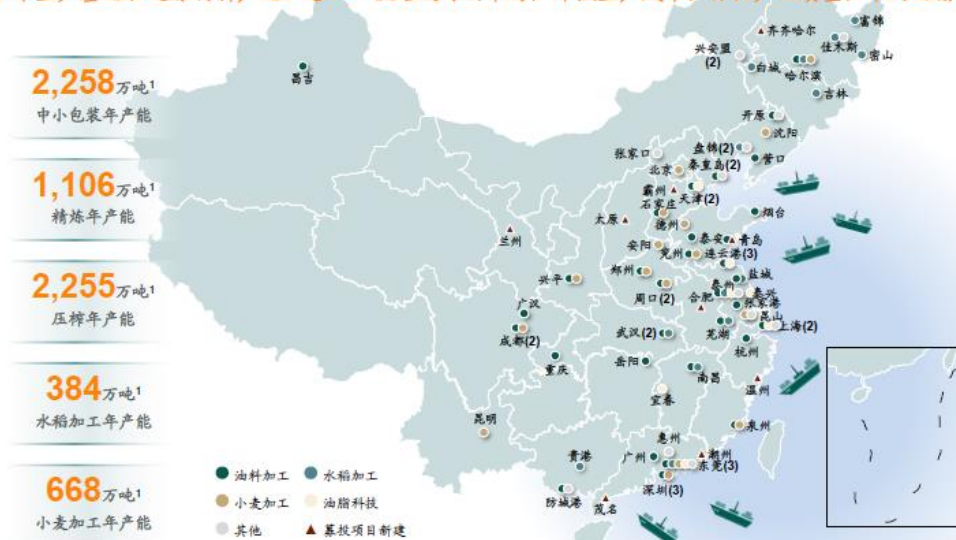 2,258万吨¹
中小包装年产能
1,106万吨¹
精炼年产能
2,255万吨¹
压榨年产能
384万吨¹
水稻加工年产能
668万吨¹
小麦加工年产能
昌吉
齐齐哈尔
富锦
佳木斯
兴安盟
(2)
白城
哈尔滨
密山
吉林
开原
沈阳
盘锦(2)
张家口
秦皇岛(2)
营口
北京
霸州
天津(2)
石家庄
烟台
太原
德州
兰州
泰安
青岛
安阳
兖州
连云港(3)
兴平
郑州
盐城
泰州
周口(2)
合肥
泰兴
张家港
广汉
昆山
成都(2)
武汉(2)
芜湖
上海(2)
杭州
重庆
岳阳
南昌
温州
宜春
昆明
泉州
惠州
贵港
广州
潮州
东莞(3)
深圳(3)
防城港
茂名
油料加工
水稻加工
小麦加工
油脂科技
其他
募投项目新建